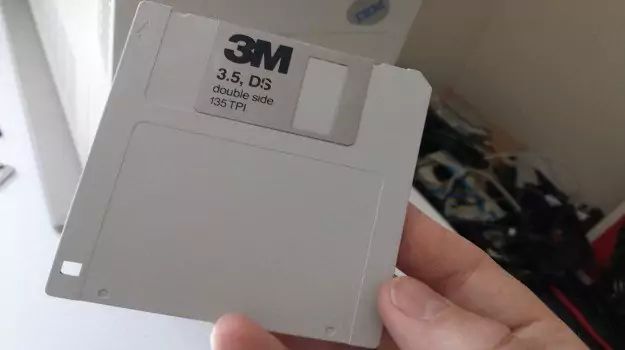 3M
3.5, DS
double side
135 TPI